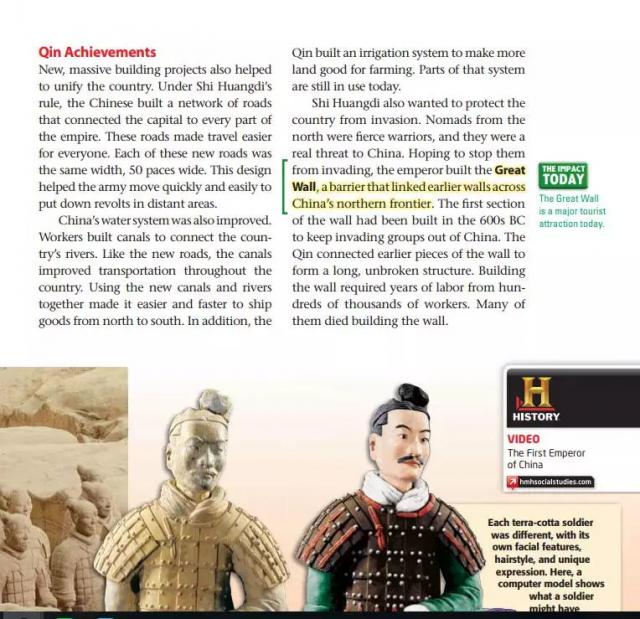 Qin Achievements
New, massive building projects also helped
to unify the country. Under Shi Huangdi's
rule, the Chinese built a network of roads
that connected the capital to every part of
the empire. These roads made travel easier
for everyone. Each of these new roads was
the same width, 50 paces wide. This design
helped the army move quickly and easily to
put down revolts in distant areas.
China's water system was also improved.
Workers built canals to connect the coun-
try's rivers. Like the new roads, the canals
improved transportation throughout the
country. Using the new canals and rivers
together made it easier and faster to ship
goods from north to south. In addition, the
Qin built an irrigation system to make more
land good for farming. Parts of that system
are still in use today.
Shi Huangdi also wanted to protect the
country from invasion. Nomads from the
north were fierce warriors, and they were a
real threat to China. Hoping to stop them
from invading, the emperor built the Great
Wall, a barrier that linked earlier walls across
China's northern frontier. The first section
of the wall had been built in the 600s BC
to keep invading groups out of China. The
Qin connected earlier pieces of the wall to
form a long, unbroken structure. Building
the wall required years of labor from hun-
dreds of thousands of workers. Many of
them died building the wall.
THE IMPACT
TODAY
The Great Wall
is a major tourist
attraction today.
H
HISTORY
VIDEO
The First Emperor
of China
hmhsocialstudies.com
Each terra-cotta soldier
was different, with its
own facial features,
hairstyle, and unique
expression. Here, a
computer model shows
what a soldier
might have